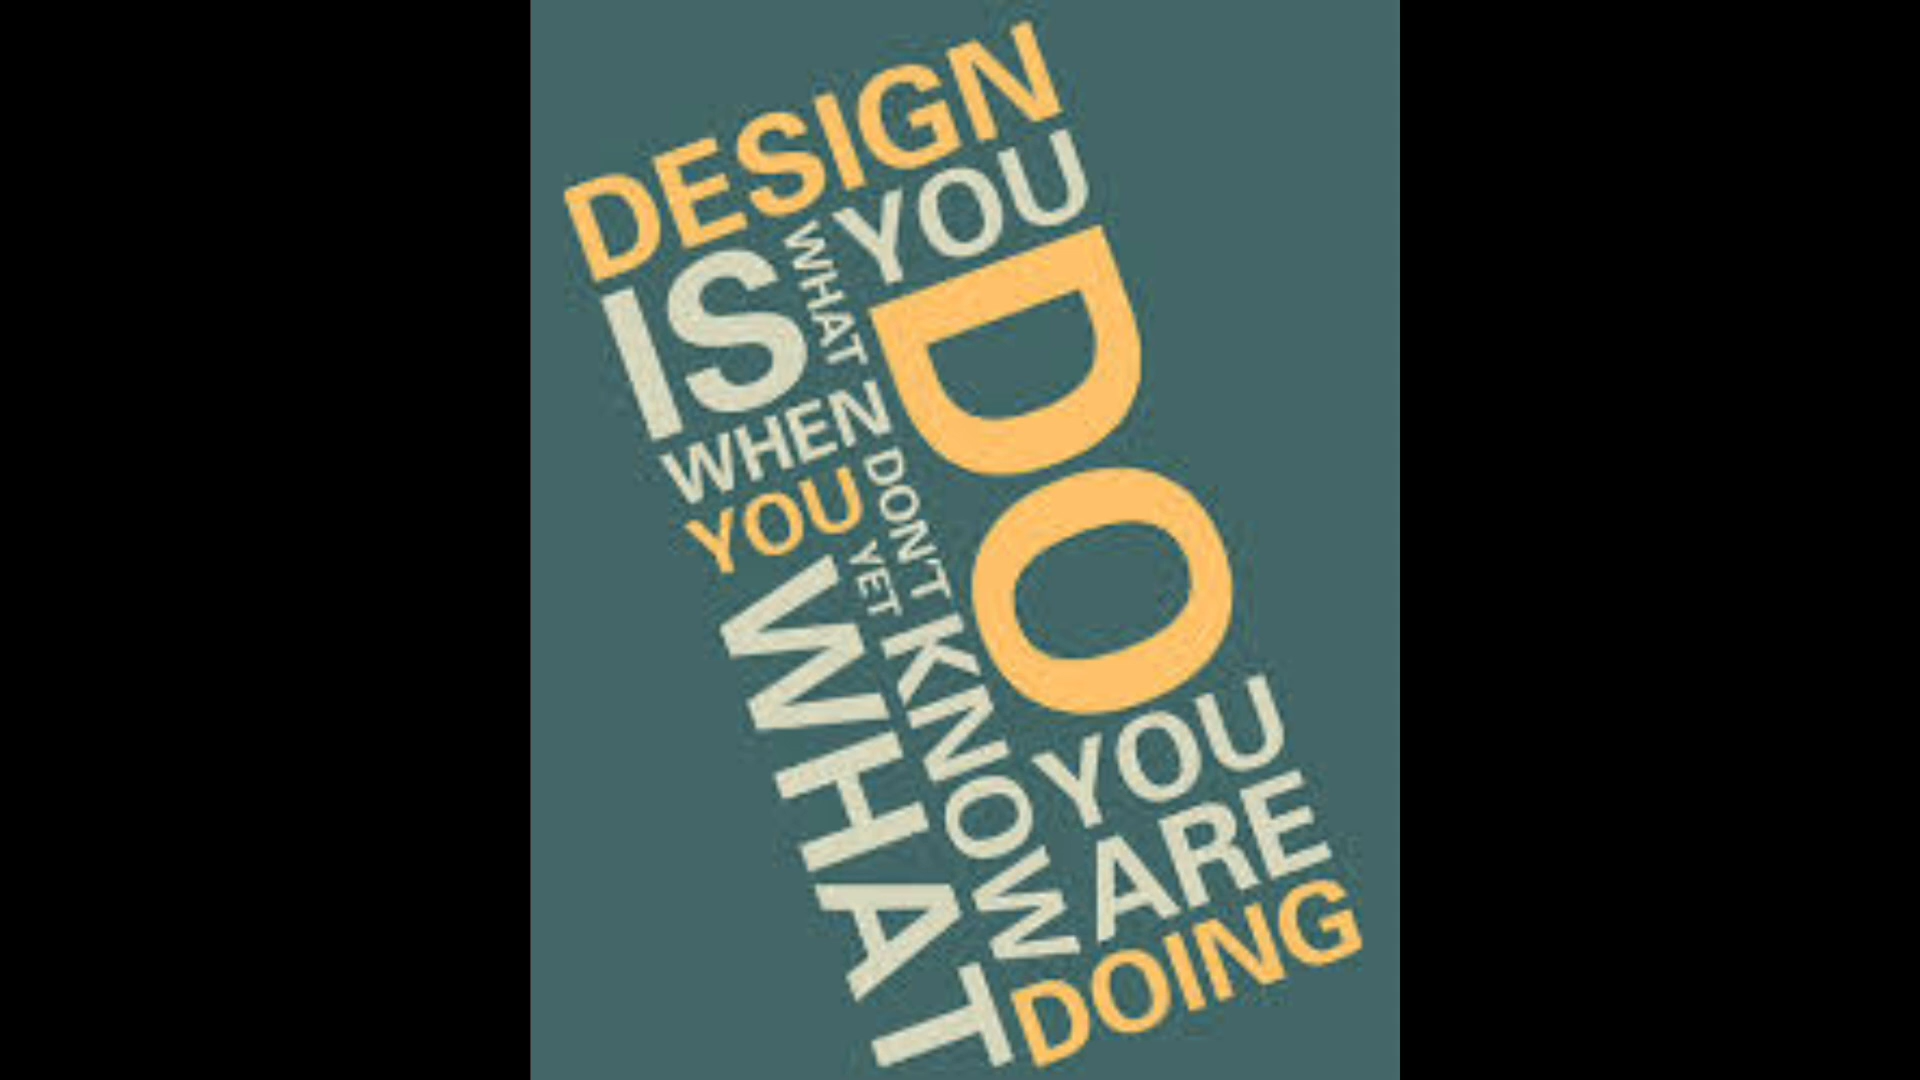 DESIGN
IS
WHAT
YOU
DO
WHEN
YOU
DON'T
YET
KNOW
WHAT
YOU
ARE
DOING